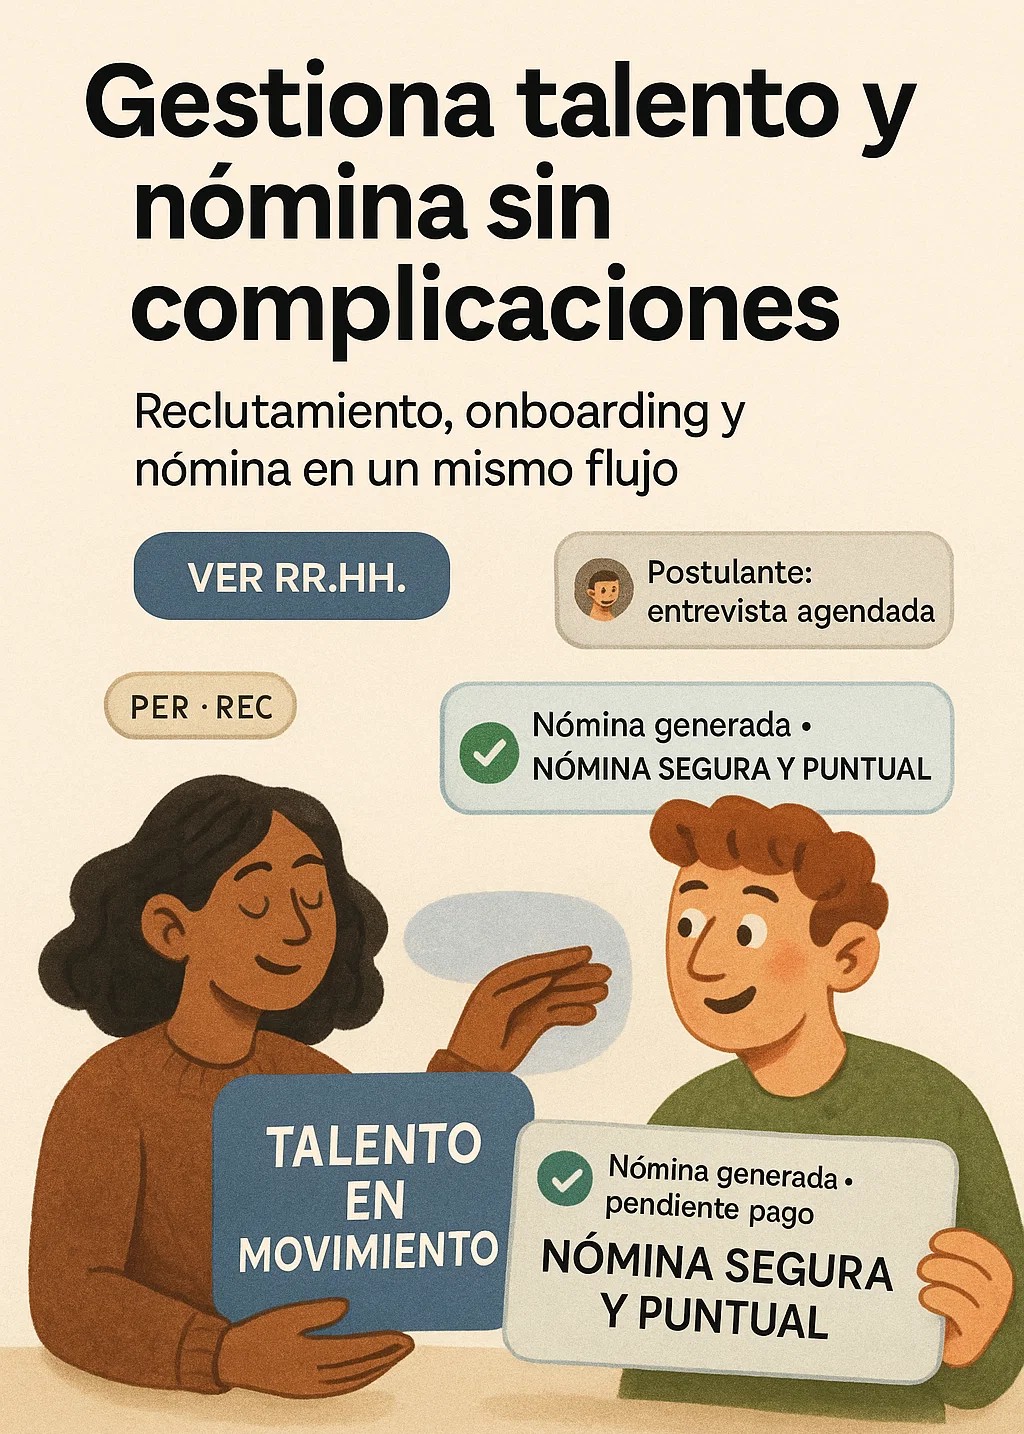 Gestiona talento y
nómina sin
complicaciones
Reclutamiento, onboarding y
nómina en un mismo flujo
VER RR.HH.
Postulante:
entrevista agendada
PER · REC
Nómina generada •
NÓMINA SEGURA Y PUNTUAL
TALENTO
EN
MOVIMIENTO
Nómina generada •
pendiente pago
NÓMINA SEGURA
Y PUNTUAL